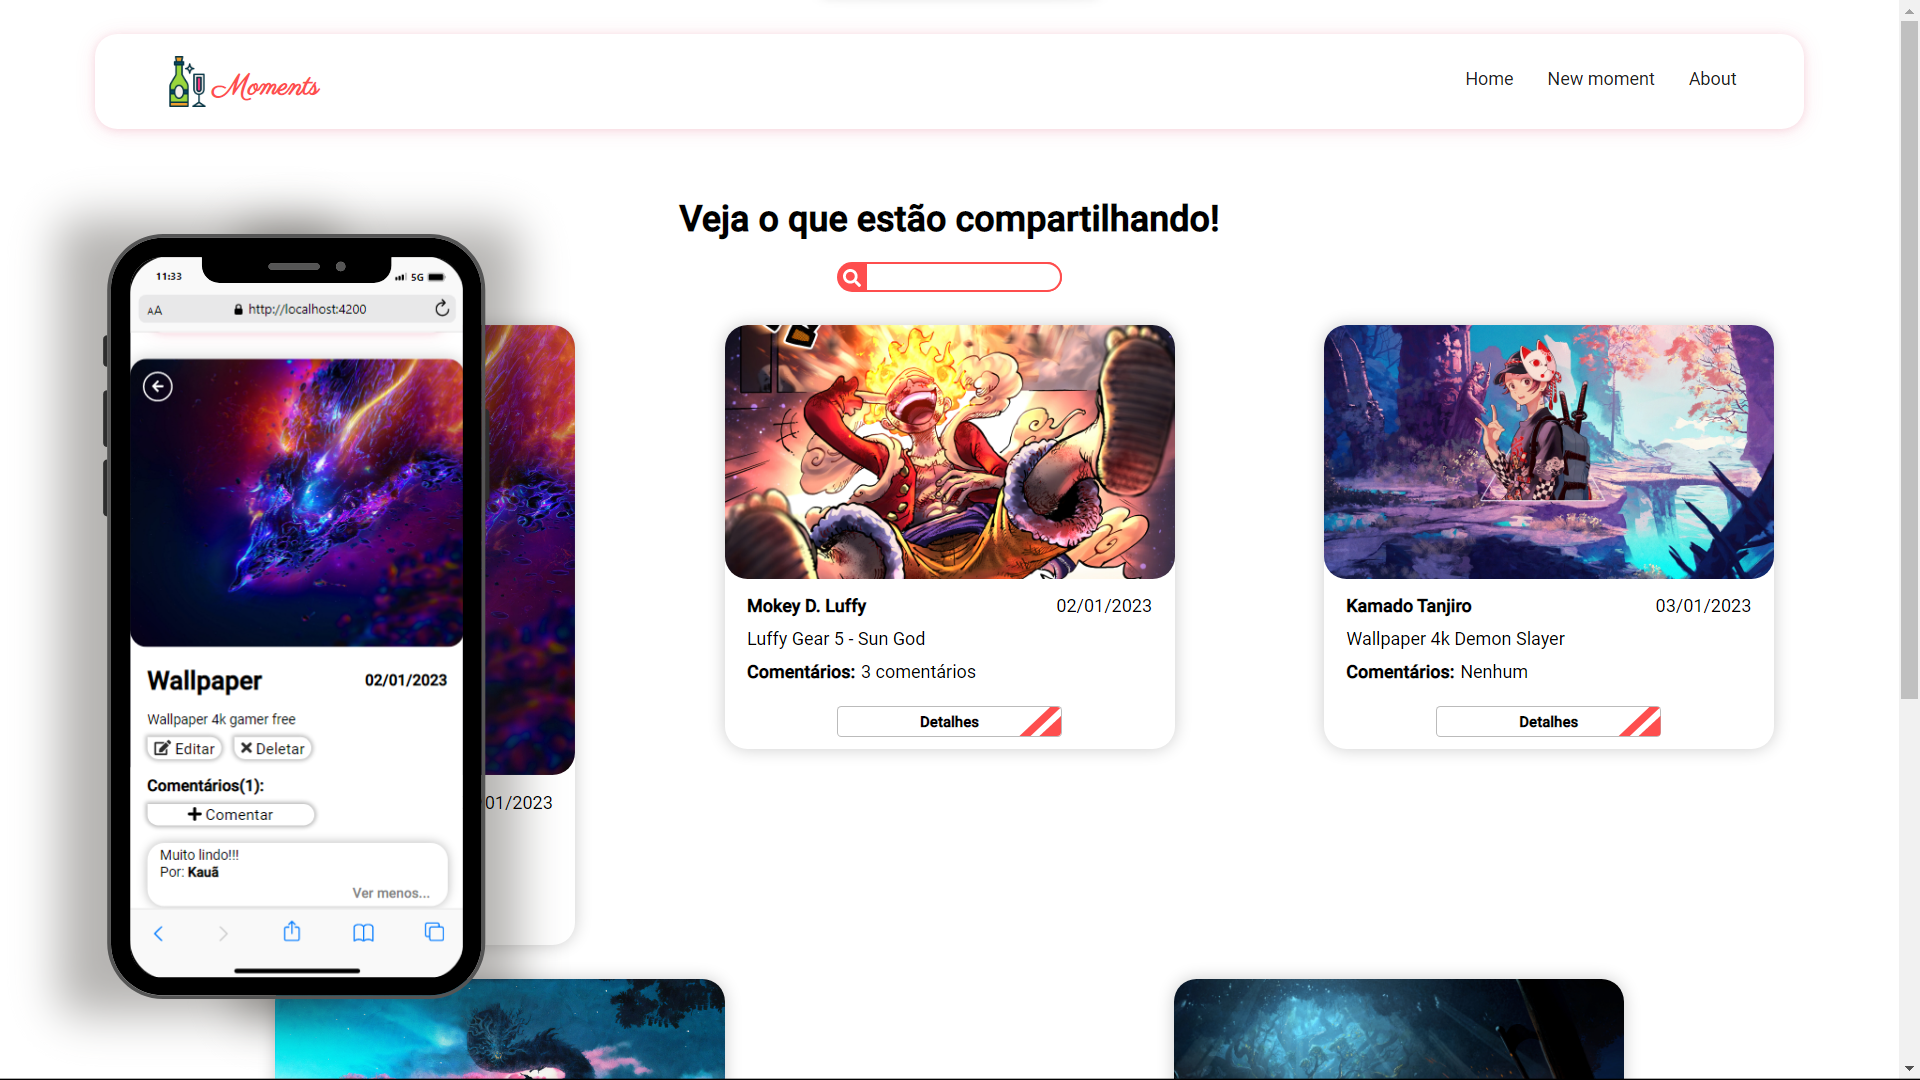 Moments
Home New moment About
Veja o que estão compartilhando!
11:33 5G
AA http://localhost:4200
Wallpaper 02/01/2023
Wallpaper 4k gamer free
Editar Deletar
Comentários(1):
Comentar
Muito lindo!!!
Por: Kauã
Ver menos...
01/2023
Mokey D. Luffy 02/01/2023
Luffy Gear 5 - Sun God
Comentários: 3 comentários
Detalhes
Kamado Tanjiro 03/01/2023
Wallpaper 4k Demon Slayer
Comentários: Nenhum
Detalhes